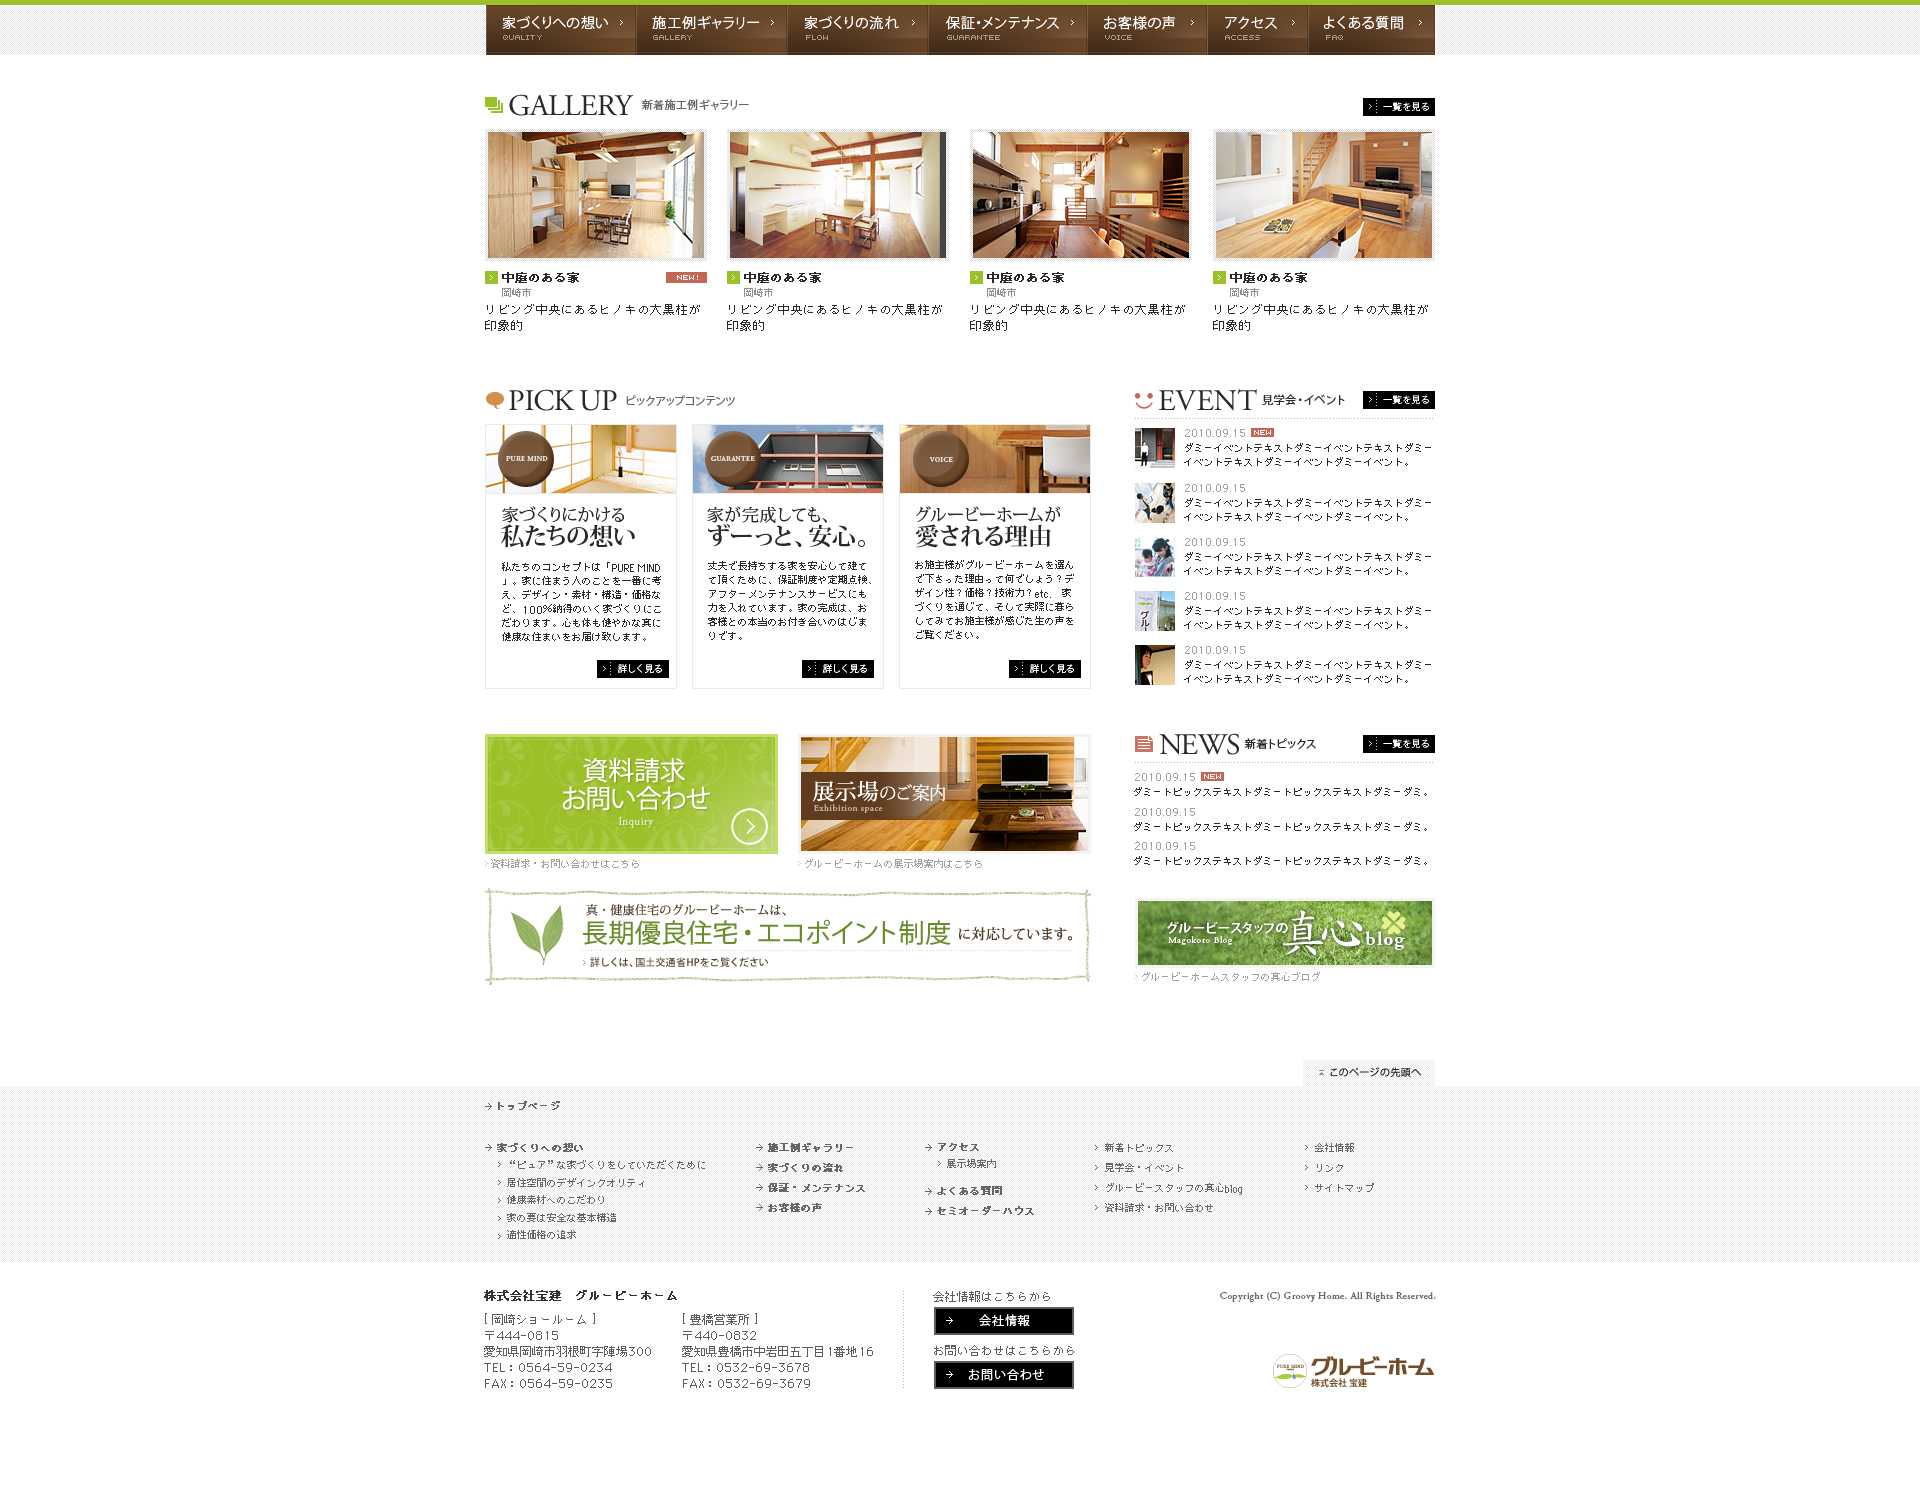 家づくりへの想い
QUALITY
施工例ギャラリー
GALLERY
家づくりの流れ
FLOW
保証・メンテナンス
GUARANTEE
お客様の声
VOICE
アクセス
ACCESS
よくある質問
FAQ
GALLERY 新着施工例ギャラリー
一覧を見る
中庭のある家 NEW!
岡崎市
リビング中央にあるヒノキの大黒柱が
印象的
中庭のある家
岡崎市
リビング中央にあるヒノキの大黒柱が
印象的
中庭のある家
岡崎市
リビング中央にあるヒノキの大黒柱が
印象的
中庭のある家
岡崎市
リビング中央にあるヒノキの大黒柱が
印象的
PICK UP ピックアップコンテンツ
PURE MIND
家づくりにかける
私たちの想い
私たちのコンセプトは「PURE MIND
」。家に住まう人のことを一番に考
え、デザイン・素材・構造・価格な
ど、100%納得のいく家づくりにこ
だわります。心も体も健やかな真に
健康な住まいをお届け致します。
詳しく見る
GUARANTEE
家が完成しても、
ずーっと、安心。
丈夫で長持ちする家を安心して建て
て頂くために、保証制度や定期点検、
アフターメンテナンスサービスにも
力を入れています。家の完成は、お
客様との本当のお付き合いのはじま
りです。
詳しく見る
VOICE
グルービーホームが
愛される理由
お施主様がグルービーホームを選ん
で下さった理由って何でしょう?デ
ザイン性?価格?技術力?etc. 家
づくりを通じて、そして実際に暮ら
してみてお施主様が感じた生の声を
ご覧ください。
詳しく見る
EVENT 見学会・イベント
一覧を見る
2010.09.15 NEW
ダミーイベントテキストダミーイベントテキストダミー
イベントテキストダミーイベントダミーイベント。
2010.09.15
ダミーイベントテキストダミーイベントテキストダミー
イベントテキストダミーイベントダミーイベント。
2010.09.15
ダミーイベントテキストダミーイベントテキストダミー
イベントテキストダミーイベントダミーイベント。
グル
2010.09.15
ダミーイベントテキストダミーイベントテキストダミー
イベントテキストダミーイベントダミーイベント。
2010.09.15
ダミーイベントテキストダミーイベントテキストダミー
イベントテキストダミーイベントダミーイベント。
資料請求
お問い合わせ
Inquiry
資料請求・お問い合わせはこちら
展示場のご案内
Exhibition space
グルービーホームの展示場案内はこちら
NEWS 新着トピックス
一覧を見る
2010.09.15 NEW
ダミートピックステキストダミートピックステキストダミーダミ。
2010.09.15
ダミートピックステキストダミートピックステキストダミーダミ。
2010.09.15
ダミートピックステキストダミートピックステキストダミーダミ。
真・健康住宅のグルービーホームは、
長期優良住宅・エコポイント制度 に対応しています。
詳しくは、国土交通省HPをご覧ください
グルービースタッフの真心blog
Magokoro Blog
グルービーホームスタッフの真心ブログ
このページの先頭へ
トップページ
家づくりへの想い
“ピュア”な家づくりをしていただくために
居住空間のデザインクオリティ
健康素材へのこだわり
家の要は安全な基本構造
適性価格の追求
施工例ギャラリー
家づくりの流れ
保証・メンテナンス
お客様の声
アクセス
展示場案内
よくある質問
セミオーダーハウス
新着トピックス
見学会・イベント
グルービースタッフの真心blog
資料請求・お問い合わせ
会社情報
リンク
サイトマップ
株式会社宝建 グルービーホーム
[ 岡崎ショールーム ]
〒444-0815
愛知県岡崎市羽根町字陣場300
TEL:0564-59-0234
FAX:0564-59-0235
[ 豊橋営業所 ]
〒440-0832
愛知県豊橋市中岩田五丁目1番地16
TEL:0532-69-3678
FAX:0532-69-3679
会社情報はこちらから
会社情報
お問い合わせはこちらから
お問い合わせ
Copyright (C) Groovy Home. All Rights Reserved.
PURE MIND
グルービーホーム
株式会社 宝建